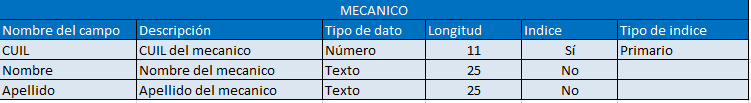 MECANICO
Nombre del campo Descripción Tipo de dato Longitud Indice Tipo de indice
CUIL CUIL del mecanico Número 11 Sí Primario
Nombre Nombre del mecanico Texto 25 No
Apellido Apellido del mecanico Texto 25 No